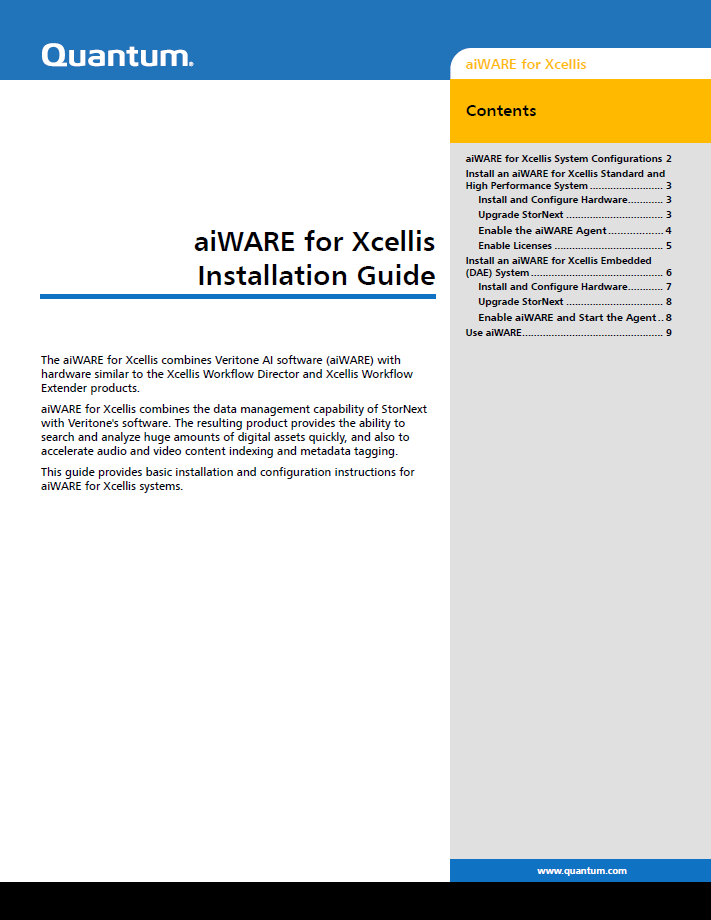 Quantum.
aiWARE for Xcellis
Contents
aiWARE for Xcellis System Configurations 2
Install an aiWARE for Xcellis Standard and
High Performance System ......................... 3
Install and Configure Hardware............ 3
Upgrade StorNext ................................. 3
Enable the aiWARE Agent................... 4
Enable Licenses ..................................... 5
Install an aiWARE for Xcellis Embedded
(DAE) System............................................. 6
Install and Configure Hardware............ 7
Upgrade StorNext ................................. 8
Enable aiWARE and Start the Agent.. 8
Use aiWARE................................................ 9
aiWARE for Xcellis
Installation Guide
The aiWARE for Xcellis combines Veritone AI software (aiWARE) with
hardware similar to the Xcellis Workflow Director and Xcellis Workflow
Extender products.
aiWARE for Xcellis combines the data management capability of StorNext
with Veritone's software. The resulting product provides the ability to
search and analyze huge amounts of digital assets quickly, and also to
accelerate audio and video content indexing and metadata tagging.
This guide provides basic installation and configuration instructions for
aiWARE for Xcellis systems.
www.quantum.com